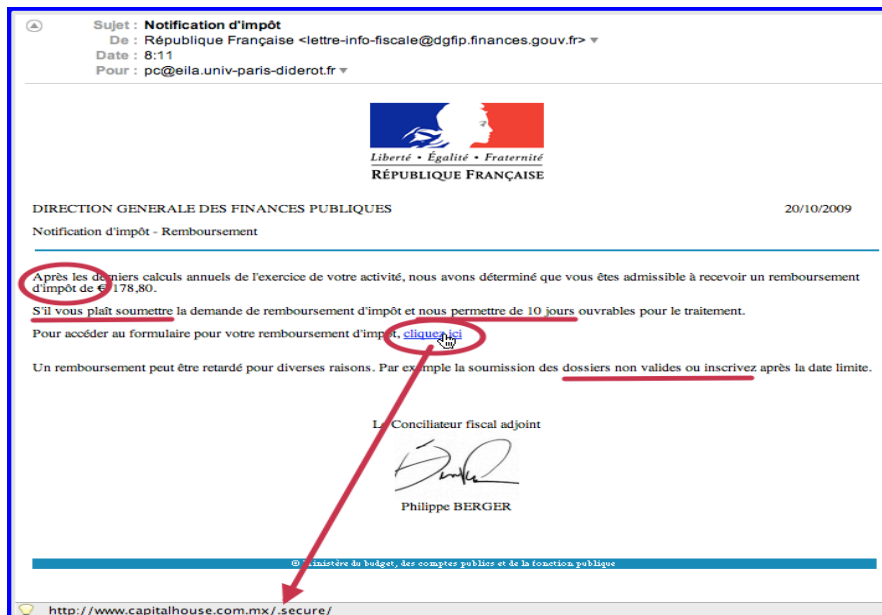 Sujet : Notification d'impôt
De : République Française <lettre-info-fiscale@dgfip.finances.gouv.fr>
Date : 8:11
Pour : pc@eila.univ-paris-diderot.fr
Liberté • Égalité • Fraternité
RÉPUBLIQUE FRANÇAISE
DIRECTION GENERALE DES FINANCES PUBLIQUES 20/10/2009
Notification d'impôt - Remboursement
Après les derniers calculs annuels de l'exercice de votre activité, nous avons déterminé que vous êtes admissible à recevoir un remboursement
d'impôt de € 178,80.
S'il vous plaît soumettre la demande de remboursement d'impôt et nous permettre de 10 jours ouvrables pour le traitement.
Pour accéder au formulaire pour votre remboursement d'impôt, cliquez ici
Un remboursement peut être retardé pour diverses raisons. Par exemple la soumission des dossiers non valides ou inscrivez après la date limite.
Le Conciliateur fiscal adjoint
Philippe BERGER
© Ministère du budget, des comptes publics et de la fonction publique
http://www.capitalhouse.com.mx/.secure/